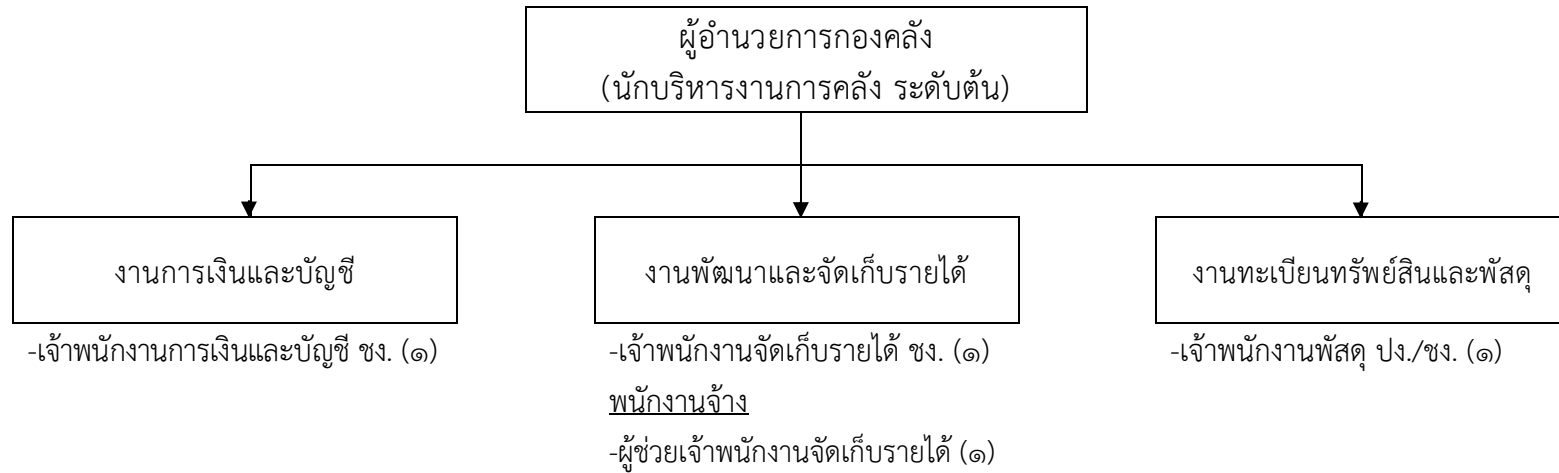 ผู้อำนวยการกองคลัง
(นักบริหารงานการคลัง ระดับต้น)
งานการเงินและบัญชี
-เจ้าพนักงานการเงินและบัญชี ชง. (๑)
งานพัฒนาและจัดเก็บรายได้
-เจ้าพนักงานจัดเก็บรายได้ ชง. (๑)
พนักงานจ้าง
-ผู้ช่วยเจ้าพนักงานจัดเก็บรายได้ (๑)
งานทะเบียนทรัพย์สินและพัสดุ
-เจ้าพนักงานพัสดุ ปง./ชง. (๑)